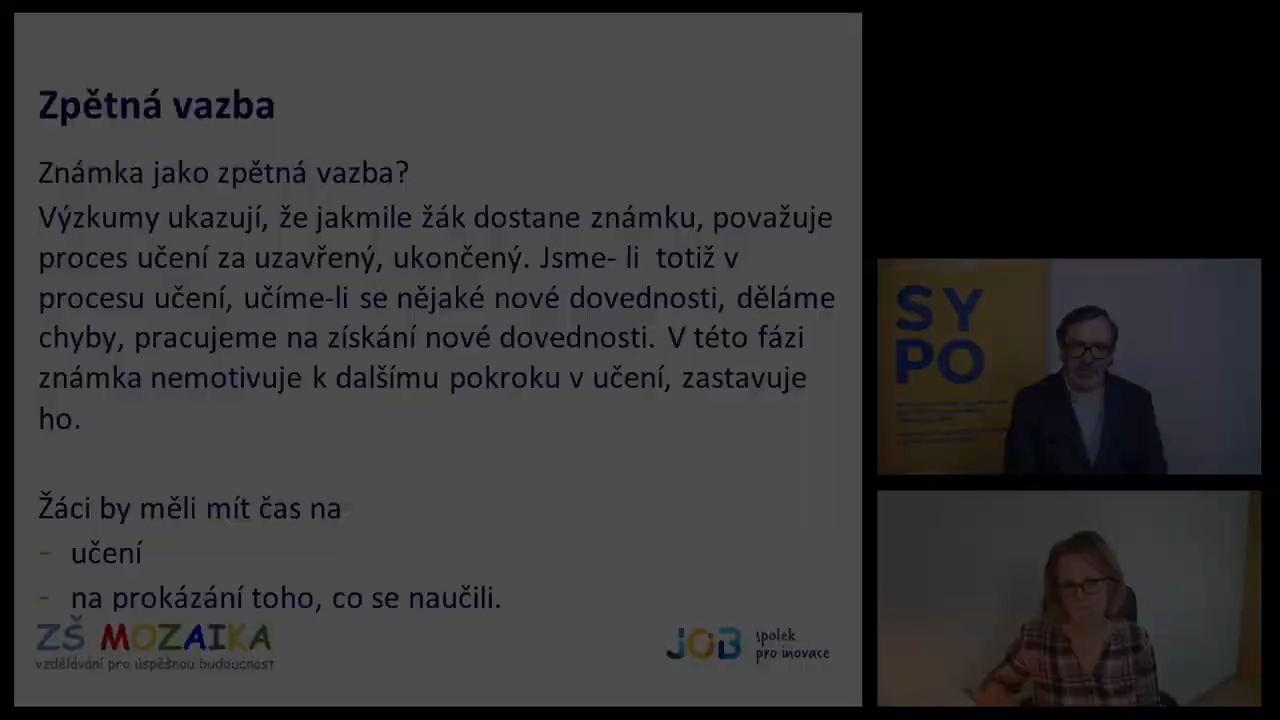 Zpětná vazba
Známka jako zpětná vazba?
Výzkumy ukazují, že jakmile žák dostane známku, považuje
proces učení za uzavřený, ukončený. Jsme- li totiž v
procesu učení, učíme-li se nějaké nové dovednosti, děláme
chyby, pracujeme na získání nové dovednosti. V této fázi
známka nemotivuje k dalšímu pokroku v učení, zastavuje
ho.
Žáci by měli mít čas na
- učení
- na prokázání toho, co se naučili.
ZŠ MOZAIKA
vzdělávání pro úspěšnou budoucnost
JOB spolek
pro inovace
SY
PO